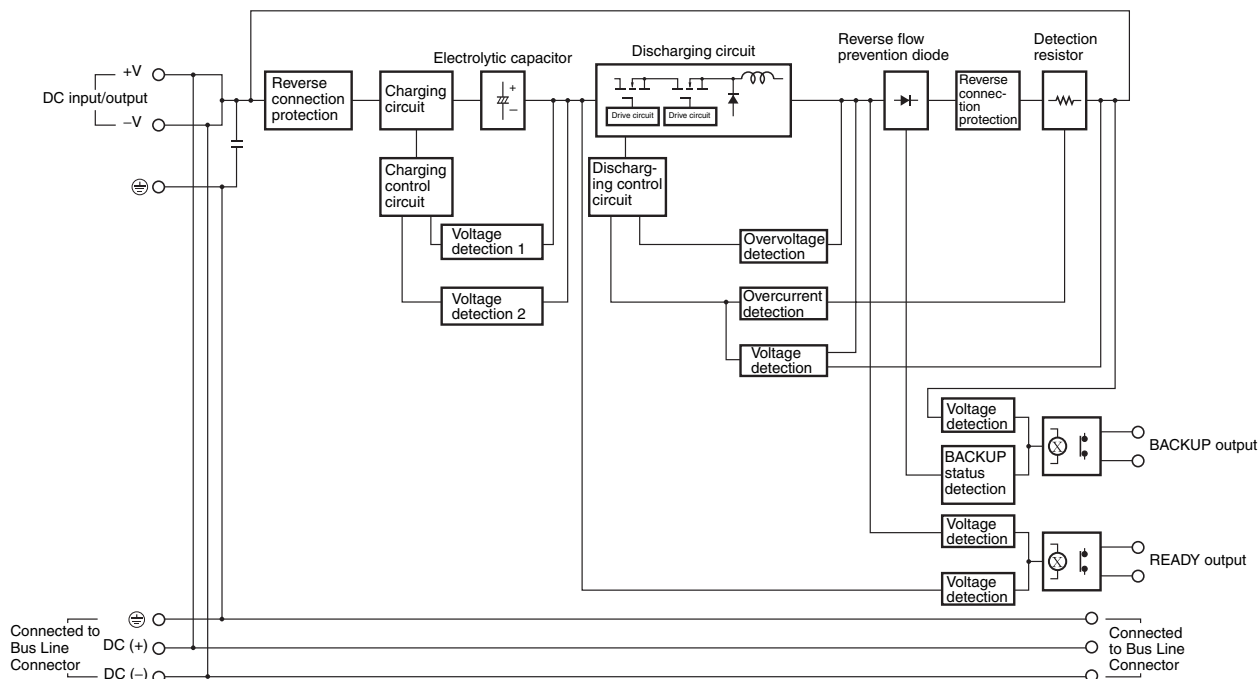 Electrolytic capacitor
Discharging circuit
Reverse flow
prevention diode
Detection
resistor
+V
DC input/output
−V
Reverse
connection
protection
Charging
circuit
+
−
Drive circuit
Drive circuit
Reverse
connec-
tion
protection
Charging
control
circuit
Discharg-
ing control
circuit
Voltage
detection 1
Overvoltage
detection
Voltage
detection 2
Overcurrent
detection
Voltage
detection
Voltage
detection
X
BACKUP output
BACKUP
status
detection
Voltage
detection
X
READY output
Voltage
detection
Connected to
Bus Line
Connector
DC (+)
DC (−)
Connected
to Bus Line
Connector